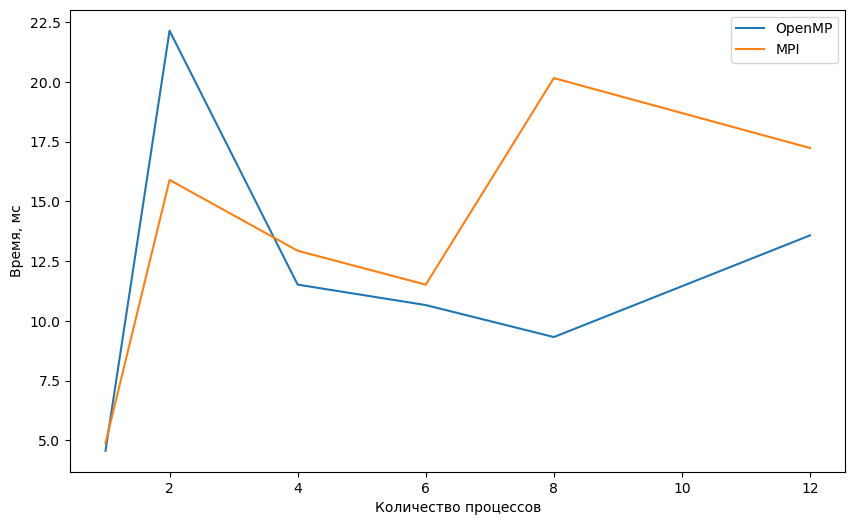 22.5
20.0
17.5
15.0
12.5
10.0
7.5
5.0
Время, мс
OpenMP
MPI
2 4 6 8 10 12
Количество процессов